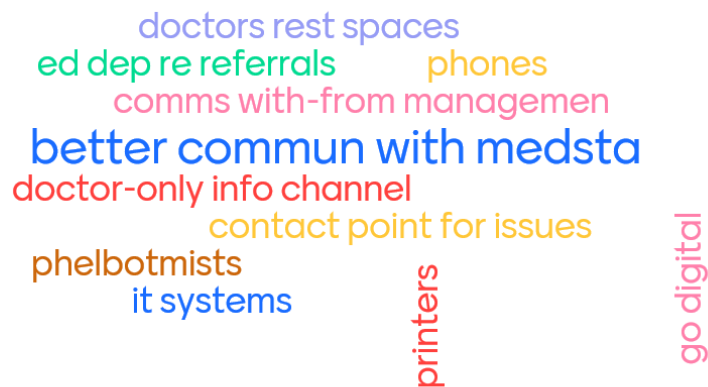 doctors rest spaces
ed dep re referrals
phones
comms with-from managemen
better commun with medsta
doctor-only info channel
contact point for issues
phelbotmists
it systems
printers
go digital